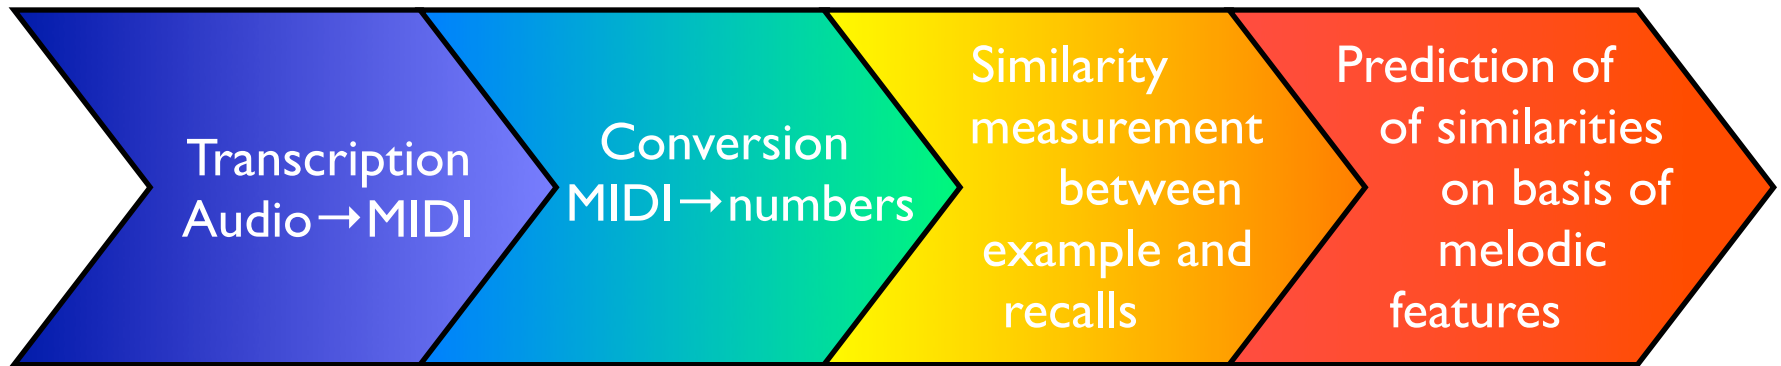 Transcription
Audio→MIDI
Conversion
MIDI→numbers
Similarity
measurement
between
example and
recalls
Prediction of
of similarities
on basis of
melodic
features